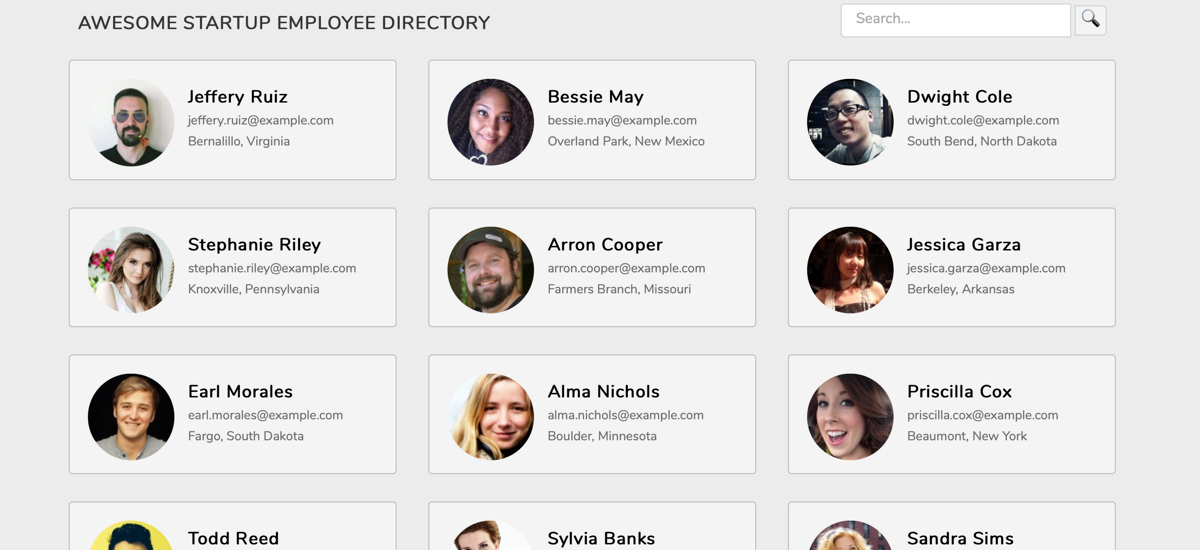 AWESOME STARTUP EMPLOYEE DIRECTORY
Search...
Jeffery Ruiz
jeffery.ruiz@example.com
Bernalillo, Virginia
Bessie May
bessie.may@example.com
Overland Park, New Mexico
Dwight Cole
dwight.cole@example.com
South Bend, North Dakota
Stephanie Riley
stephanie.riley@example.com
Knoxville, Pennsylvania
Arron Cooper
arron.cooper@example.com
Farmers Branch, Missouri
Jessica Garza
jessica.garza@example.com
Berkeley, Arkansas
Earl Morales
earl.morales@example.com
Fargo, South Dakota
Alma Nichols
alma.nichols@example.com
Boulder, Minnesota
Priscilla Cox
priscilla.cox@example.com
Beaumont, New York
Todd Reed
Sylvia Banks
Sandra Sims